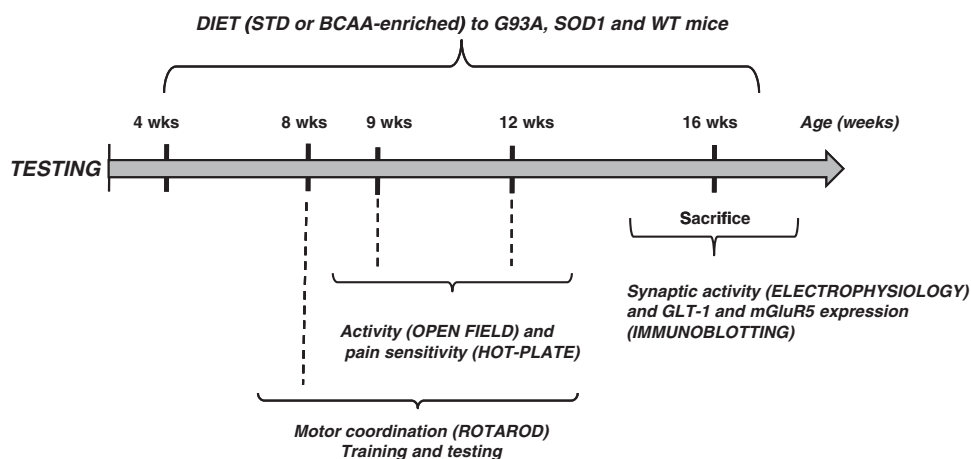 DIET (STD or BCAA-enriched) to G93A, SOD1 and WT mice
4 wks 8 wks 9 wks 12 wks 16 wks Age (weeks)
TESTING
Sacrifice
Synaptic activity (ELECTROPHYSIOLOGY)
and GLT-1 and mGluR5 expression
(IMMUNOBLOTTING)
Activity (OPEN FIELD) and
pain sensitivity (HOT-PLATE)
Motor coordination (ROTAROD)
Training and testing